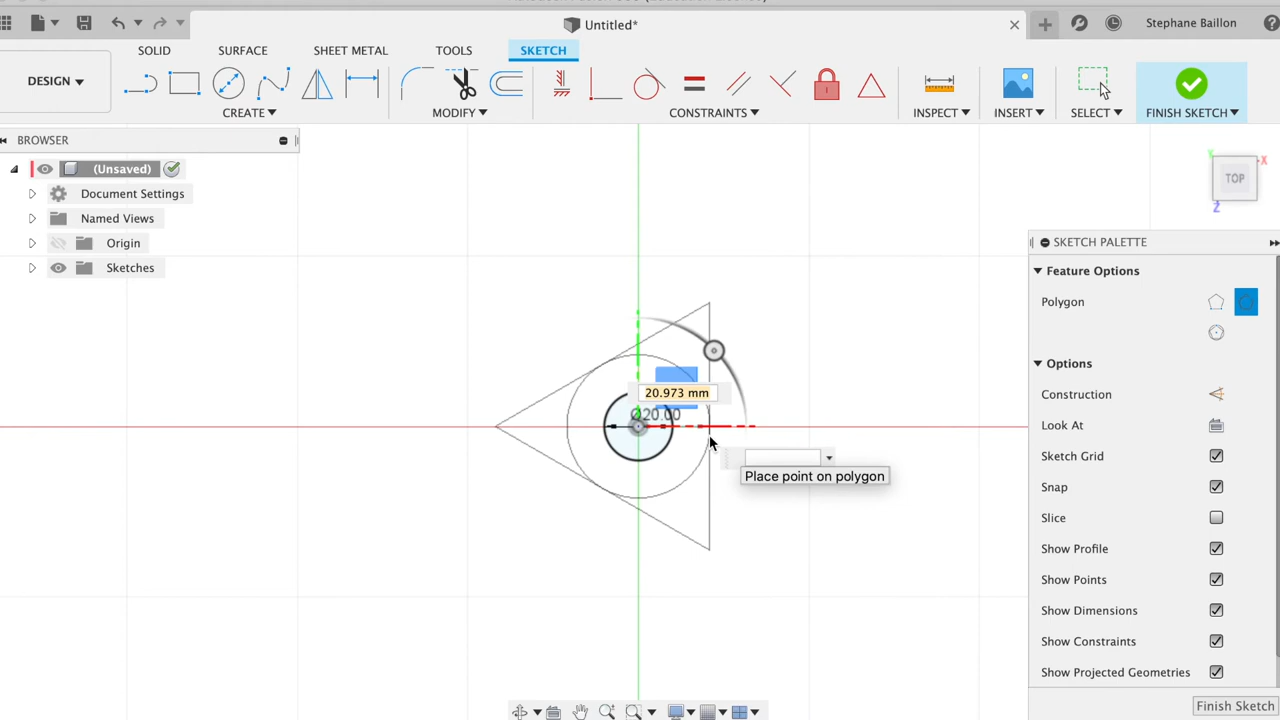 Untitled*
Stephane Baillon
SOLID
SURFACE
SHEET METAL
TOOLS
SKETCH
DESIGN
CREATE
MODIFY
CONSTRAINTS
INSPECT
INSERT
SELECT
FINISH SKETCH
BROWSER
(Unsaved)
Document Settings
Named Views
Origin
Sketches
TOP
X
Z
SKETCH PALETTE
Feature Options
Polygon
Options
Construction
Look At
Sketch Grid
Snap
Slice
Show Profile
Show Points
Show Dimensions
Show Constraints
Show Projected Geometries
Finish Sketch
20.973 mm
Ø20.00
Place point on polygon